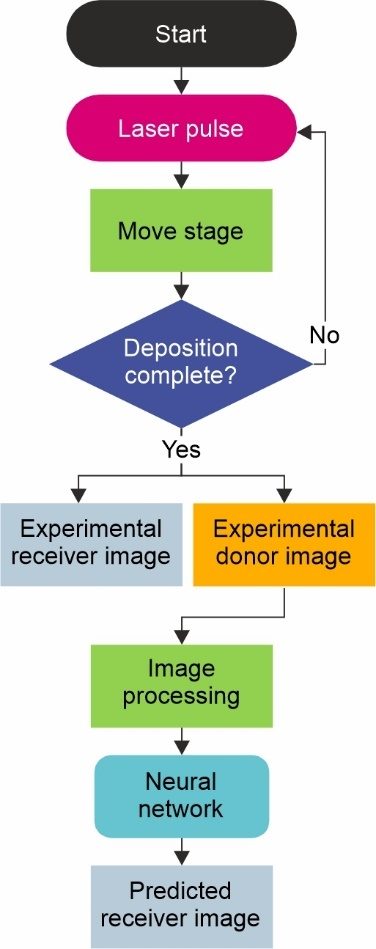 Start
Laser pulse
Move stage
Deposition
complete?
No
Yes
Experimental
receiver image
Experimental
donor image
Image
processing
Neural
network
Predicted
receiver image